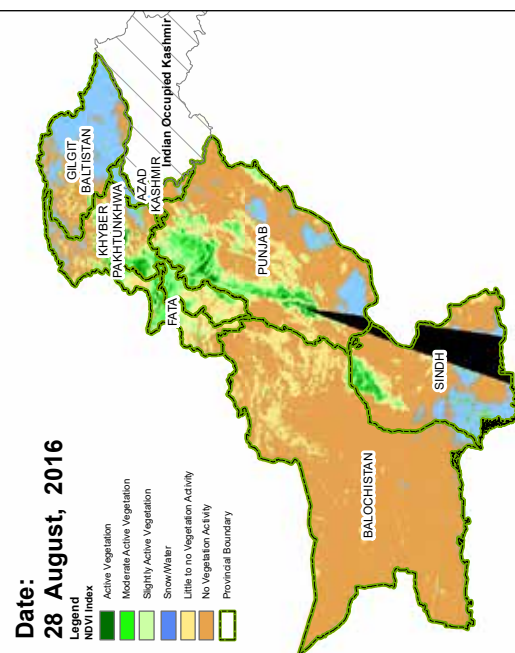 Date:
28 August, 2016
Legend
NDVI Index
Active Vegetation
Moderate Active Vegetation
Slightly Active Vegetation
Snow/Water
Little to no Vegetation Activity
No Vegetation Activity
Provincial Boundary
GILGIT
BALTISTAN
KHYBER
PAKHTUNKHWA
AZAD
KASHMIR
Indian Occupied Kashmir
FATA
PUNJAB
BALOCHISTAN
SINDH